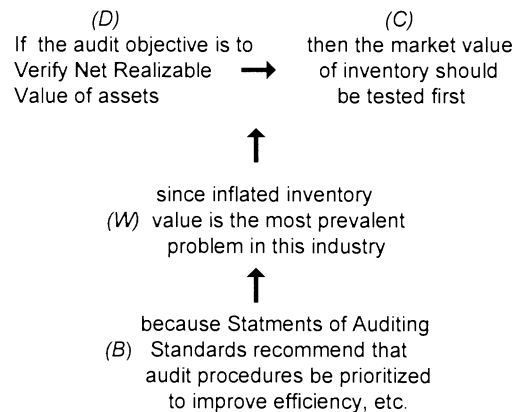 (D)
If the audit objective is to
Verify Net Realizable
Value of assets
(C)
then the market value
of inventory should
be tested first
since inflated inventory
(W) value is the most prevalent
problem in this industry
because Statments of Auditing
(B) Standards recommend that
audit procedures be prioritized
to improve efficiency, etc.